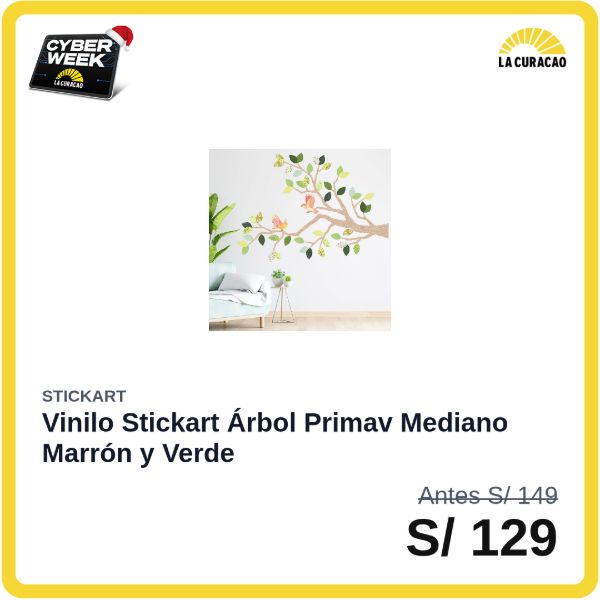 CYBER
WEEK
LA CURACAO
LA CURACAO
STICKART
Vinilo Stickart Árbol Primav Mediano
Marrón y Verde
Antes S/ 149
S/ 129